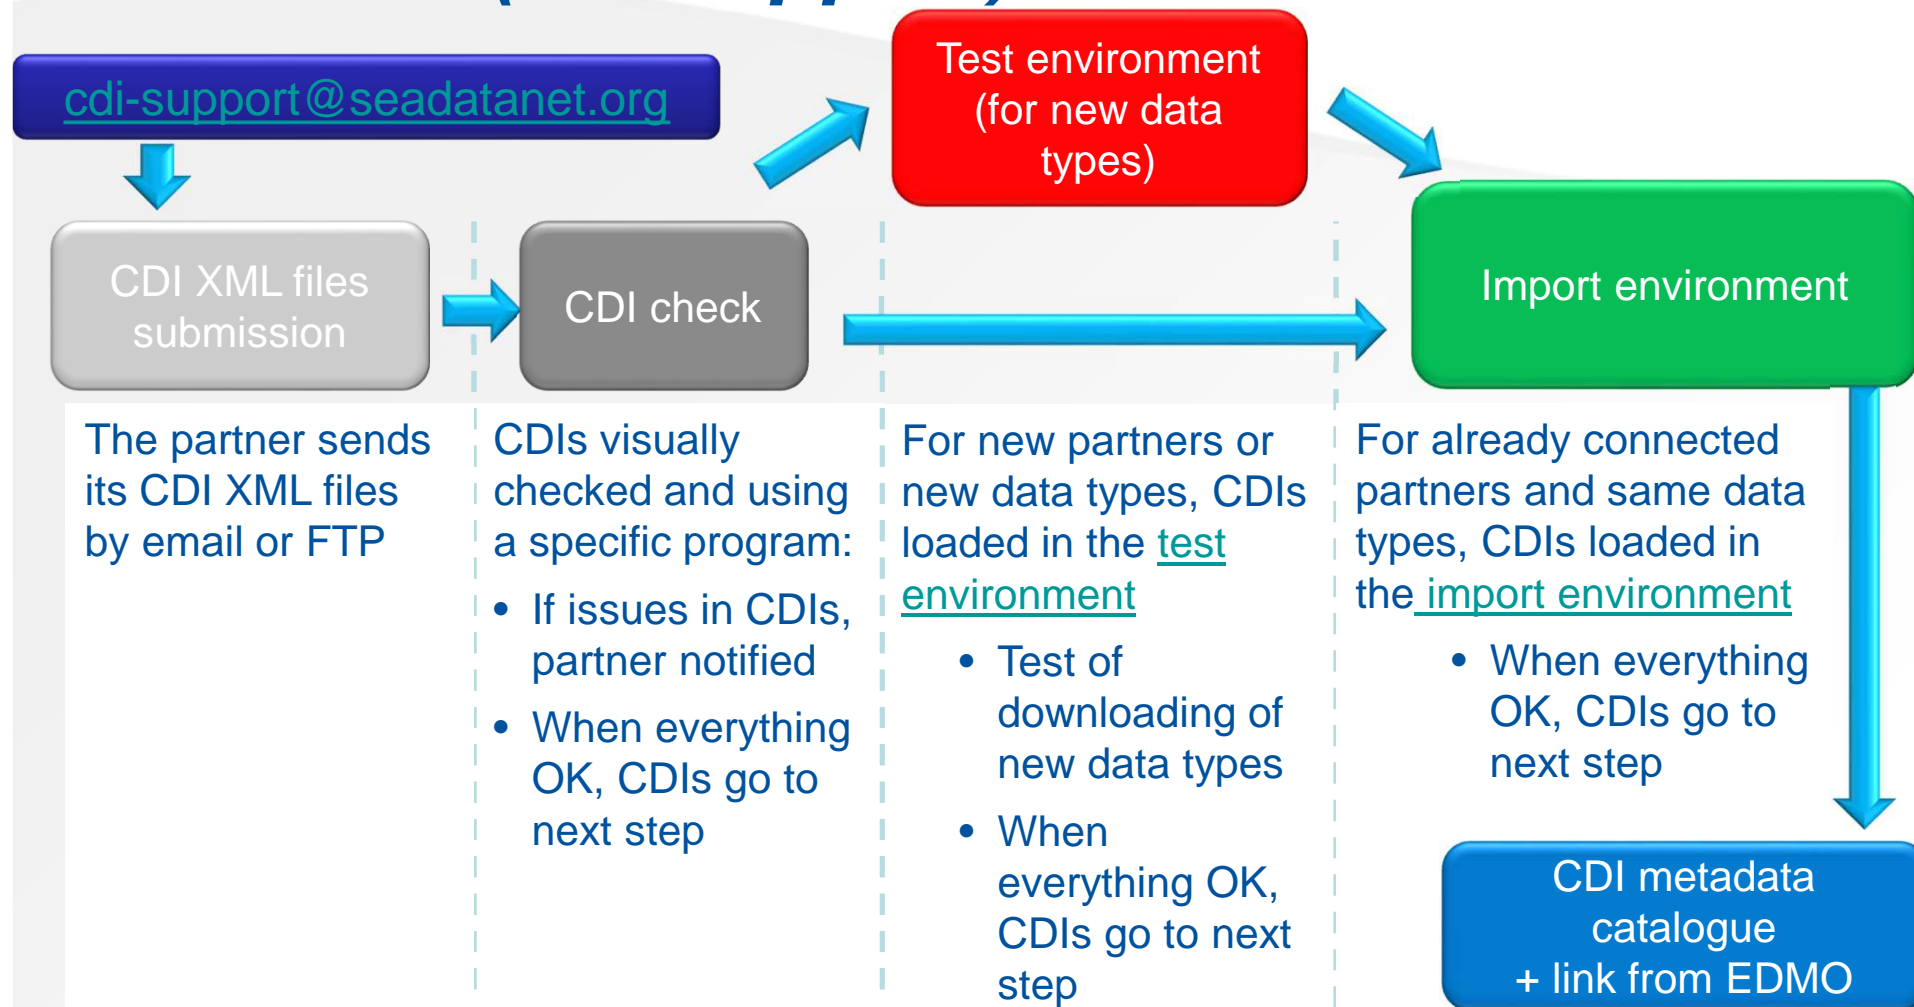 cdi-support@seadatanet.org
Test environment
(for new data
types)
CDI XML files
submission
CDI check
Import environment
The partner sends
its CDI XML files
by email or FTP
CDIs visually
checked and using
a specific program:
• If issues in CDIs,
partner notified
• When everything
OK, CDIs go to
next step
For new partners or
new data types, CDIs
loaded in the test
environment
• Test of
downloading of
new data types
• When
everything OK,
CDIs go to next
step
For already connected
partners and same data
types, CDIs loaded in
the import environment
• When everything
OK, CDIs go to
next step
CDI metadata
catalogue
+ link from EDMO